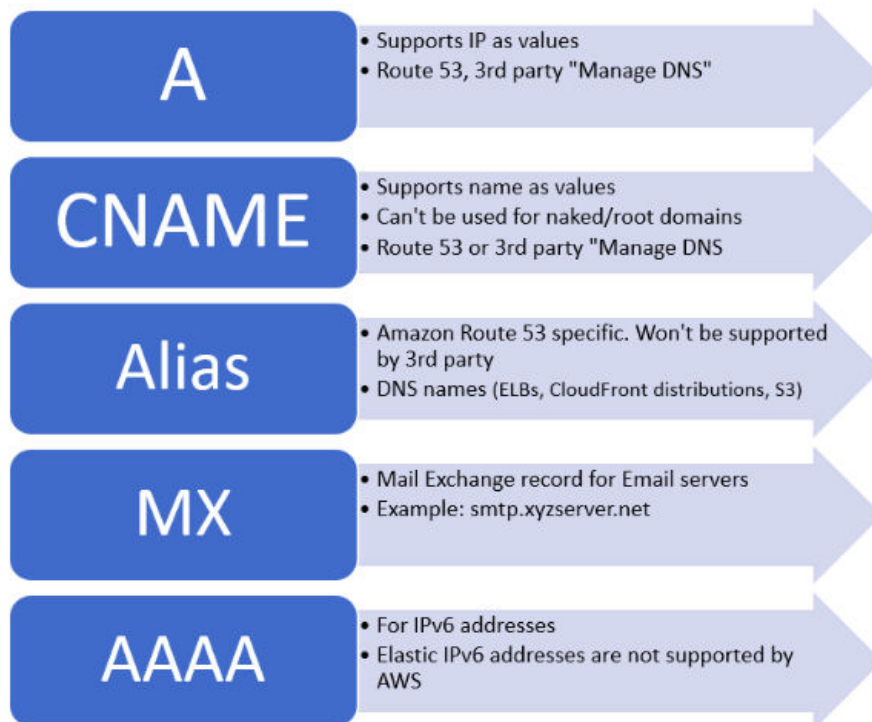 A
• Supports IP as values
• Route 53, 3rd party "Manage DNS"
CNAME
• Supports name as values
• Can't be used for naked/root domains
• Route 53 or 3rd party "Manage DNS
Alias
• Amazon Route 53 specific. Won't be supported
by 3rd party
• DNS names (ELBs, CloudFront distributions, S3)
MX
• Mail Exchange record for Email servers
• Example: smtp.xyzserver.net
AAAA
• For IPv6 addresses
• Elastic IPv6 addresses are not supported by
AWS